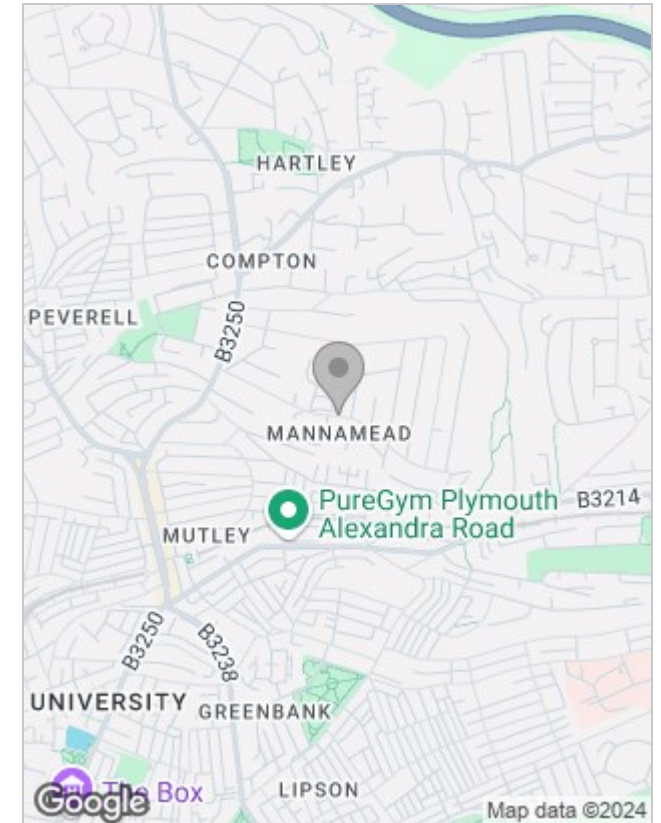 HARTLEY
COMPTON
PEVERELL
B3250
MANNAMEAD
PureGym Plymouth
Alexandra Road
B3214
MUTLEY
B3250
B3238
UNIVERSITY
GREENBANK
The Box
LIPSON
Google
Map data ©2024